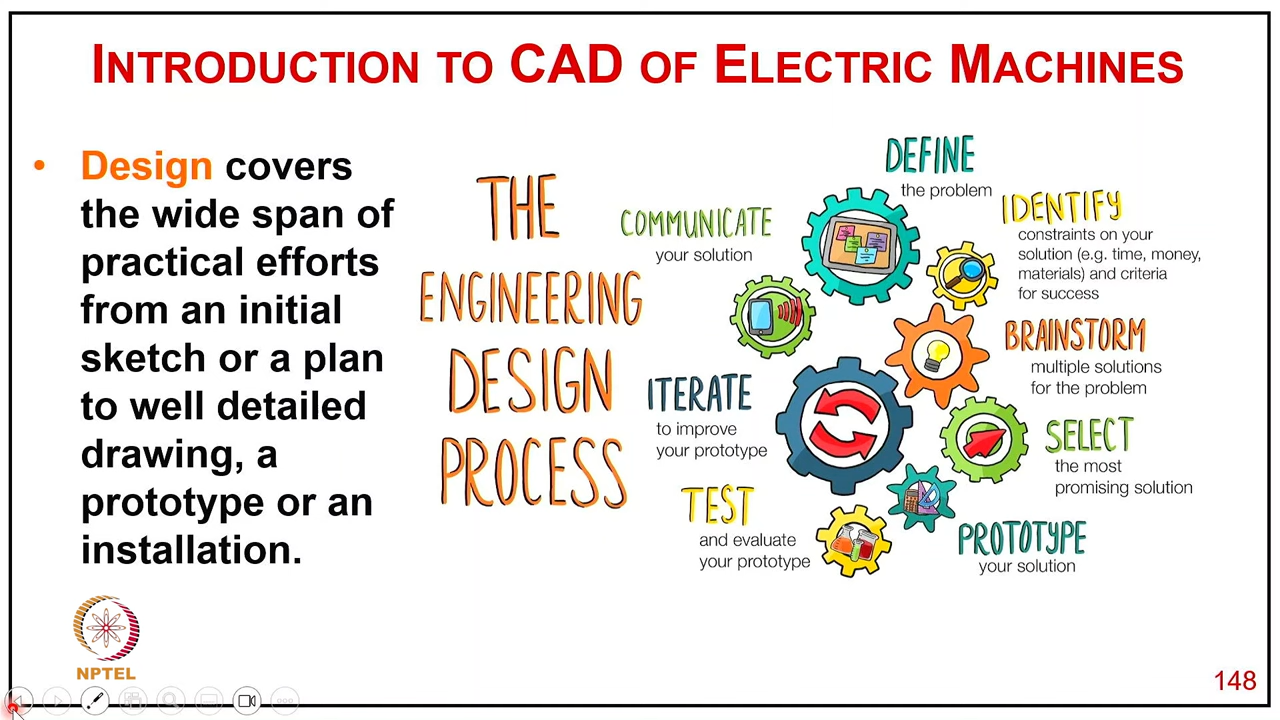 INTRODUCTION TO CAD OF ELECTRIC MACHINES
• Design covers
the wide span of
practical efforts
from an initial
sketch or a plan
to well detailed
drawing, a
prototype or an
installation.
THE
ENGINEERING
DESIGN
PROCESS
DEFINE
the problem
IDENTIFY
constraints on your
solution (e.g. time, money,
materials) and criteria
for success
BRAINSTORM
multiple solutions
for the problem
SELECT
the most
promising solution
PROTOTYPE
your solution
TEST
and evaluate
your prototype
ITERATE
to improve
your prototype
COMMUNICATE
your solution
NPTEL
148